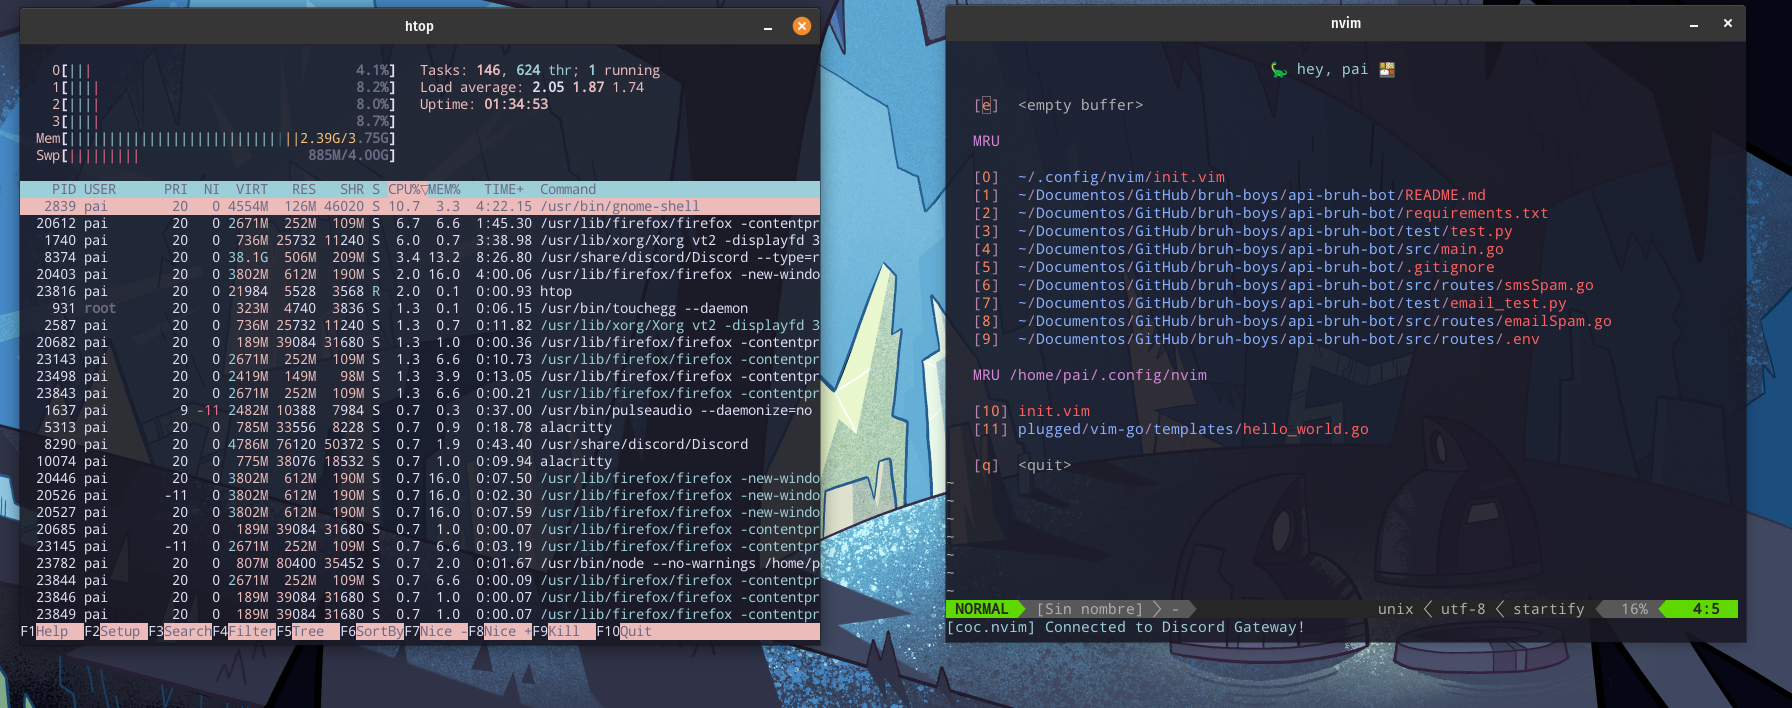 htop
0[||| 4.1%] Tasks: 146, 624 thr; 1 running
1[|||| 8.2%] Load average: 2.05 1.87 1.74
2[|||| 8.0%] Uptime: 01:34:53
3[|||| 8.7%]
Mem[|||||||||||||||||||||||||||||2.39G/3.75G]
Swp[||||||||| 885M/4.00G]
PID USER PRI NI VIRT RES SHR S CPU%▽MEM% TIME+ Command
2839 pai 20 0 4554M 126M 46020 S 10.7 3.3 4:22.15 /usr/bin/gnome-shell
20612 pai 20 0 2671M 252M 109M S 6.7 6.6 1:45.30 /usr/lib/firefox/firefox -contentpr
1740 pai 20 0 736M 25732 11240 S 6.0 0.7 3:38.98 /usr/lib/xorg/Xorg vt2 -displayfd 3
8374 pai 20 0 38.1G 506M 209M S 3.4 13.2 8:26.80 /usr/share/discord/Discord --type=r
20403 pai 20 0 3802M 612M 190M S 2.0 16.0 4:00.06 /usr/lib/firefox/firefox -new-windo
23816 pai 20 0 21984 5528 3568 R 2.0 0.1 0:00.93 htop
931 root 20 0 323M 4740 3836 S 1.3 0.1 0:06.15 /usr/bin/touchegg --daemon
2587 pai 20 0 736M 25732 11240 S 1.3 0.7 0:11.82 /usr/lib/xorg/Xorg vt2 -displayfd 3
20682 pai 20 0 189M 39084 31680 S 1.3 1.0 0:00.36 /usr/lib/firefox/firefox -contentpr
23143 pai 20 0 2671M 252M 109M S 1.3 6.6 0:10.73 /usr/lib/firefox/firefox -contentpr
23498 pai 20 0 2419M 149M 98M S 1.3 3.9 0:13.05 /usr/lib/firefox/firefox -contentpr
23843 pai 20 0 2671M 252M 109M S 1.3 6.6 0:00.21 /usr/lib/firefox/firefox -contentpr
1637 pai 9 -11 2482M 10388 7984 S 0.7 0.3 0:37.00 /usr/bin/pulseaudio --daemonize=no
5313 pai 20 0 785M 33556 8228 S 0.7 0.9 0:18.78 alacritty
8290 pai 20 0 4786M 76120 50372 S 0.7 1.9 0:43.40 /usr/share/discord/Discord
10074 pai 20 0 775M 38076 18532 S 0.7 1.0 0:09.94 alacritty
20446 pai 20 0 3802M 612M 190M S 0.7 16.0 0:07.50 /usr/lib/firefox/firefox -new-windo
20526 pai -11 0 3802M 612M 190M S 0.7 16.0 0:02.30 /usr/lib/firefox/firefox -new-windo
20527 pai 20 0 3802M 612M 190M S 0.7 16.0 0:07.59 /usr/lib/firefox/firefox -new-windo
20685 pai 20 0 189M 39084 31680 S 0.7 1.0 0:00.07 /usr/lib/firefox/firefox -contentpr
23145 pai -11 0 2671M 252M 109M S 0.7 6.6 0:03.19 /usr/lib/firefox/firefox -contentpr
23782 pai 20 0 807M 80400 35452 S 0.7 2.0 0:01.67 /usr/bin/node --no-warnings /home/p
23844 pai 20 0 2671M 252M 109M S 0.7 6.6 0:00.09 /usr/lib/firefox/firefox -contentpr
23846 pai 20 0 189M 39084 31680 S 0.7 1.0 0:00.07 /usr/lib/firefox/firefox -contentpr
23849 pai 20 0 189M 39084 31680 S 0.7 1.0 0:00.07 /usr/lib/firefox/firefox -contentpr
F1Help F2Setup F3SearchF4FilterF5Tree F6SortByF7Nice -F8Nice +F9Kill F10Quit
nvim
🦕 hey, pai 🍱
[e] <empty buffer>
MRU
[0] ~/.config/nvim/init.vim
[1] ~/Documentos/GitHub/bruh-boys/api-bruh-bot/README.md
[2] ~/Documentos/GitHub/bruh-boys/api-bruh-bot/requirements.txt
[3] ~/Documentos/GitHub/bruh-boys/api-bruh-bot/test/test.py
[4] ~/Documentos/GitHub/bruh-boys/api-bruh-bot/src/main.go
[5] ~/Documentos/GitHub/bruh-boys/api-bruh-bot/.gitignore
[6] ~/Documentos/GitHub/bruh-boys/api-bruh-bot/src/routes/smsSpam.go
[7] ~/Documentos/GitHub/bruh-boys/api-bruh-bot/test/email_test.py
[8] ~/Documentos/GitHub/bruh-boys/api-bruh-bot/src/routes/emailSpam.go
[9] ~/Documentos/GitHub/bruh-boys/api-bruh-bot/src/routes/.env
MRU /home/pai/.config/nvim
[10] init.vim
[11] plugged/vim-go/templates/hello_world.go
[q] <quit>
~
~
~
~
~
~
~
NORMAL [Sin nombre] - unix utf-8 startify 16% 4:5
[coc.nvim] Connected to Discord Gateway!